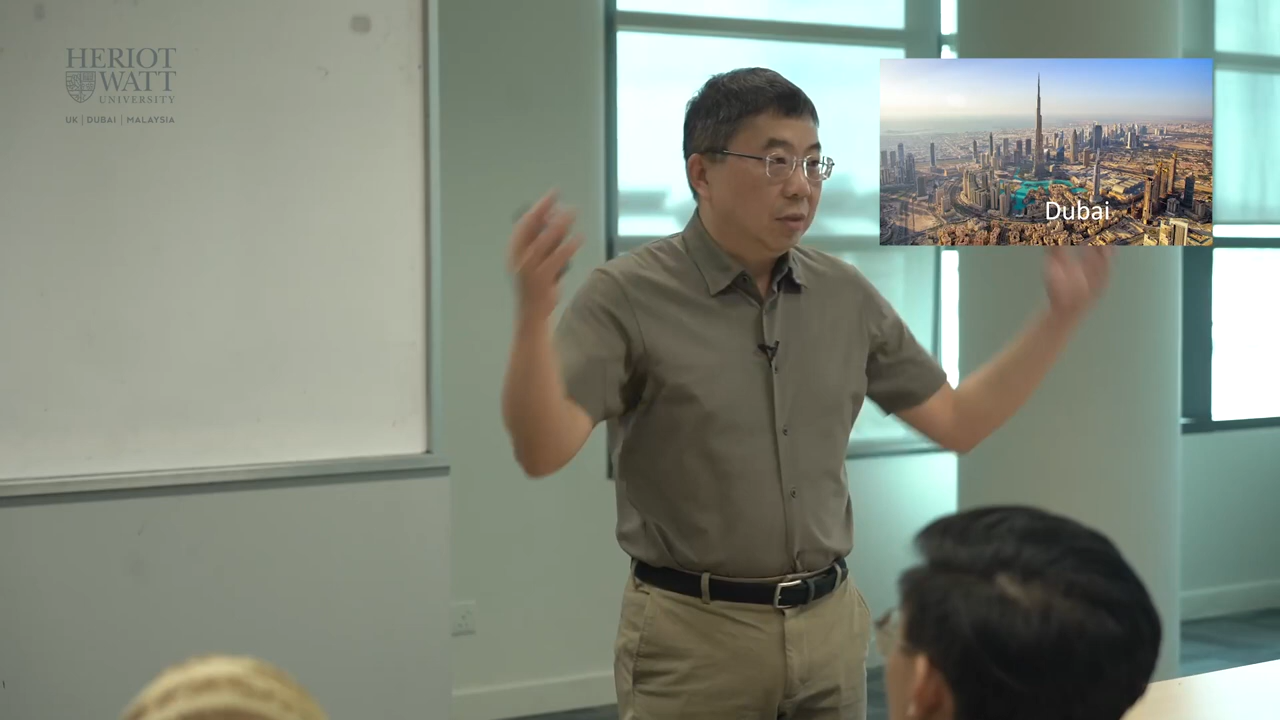 HERIOT
WATT
UNIVERSITY
UK | DUBAI | MALAYSIA
Dubai